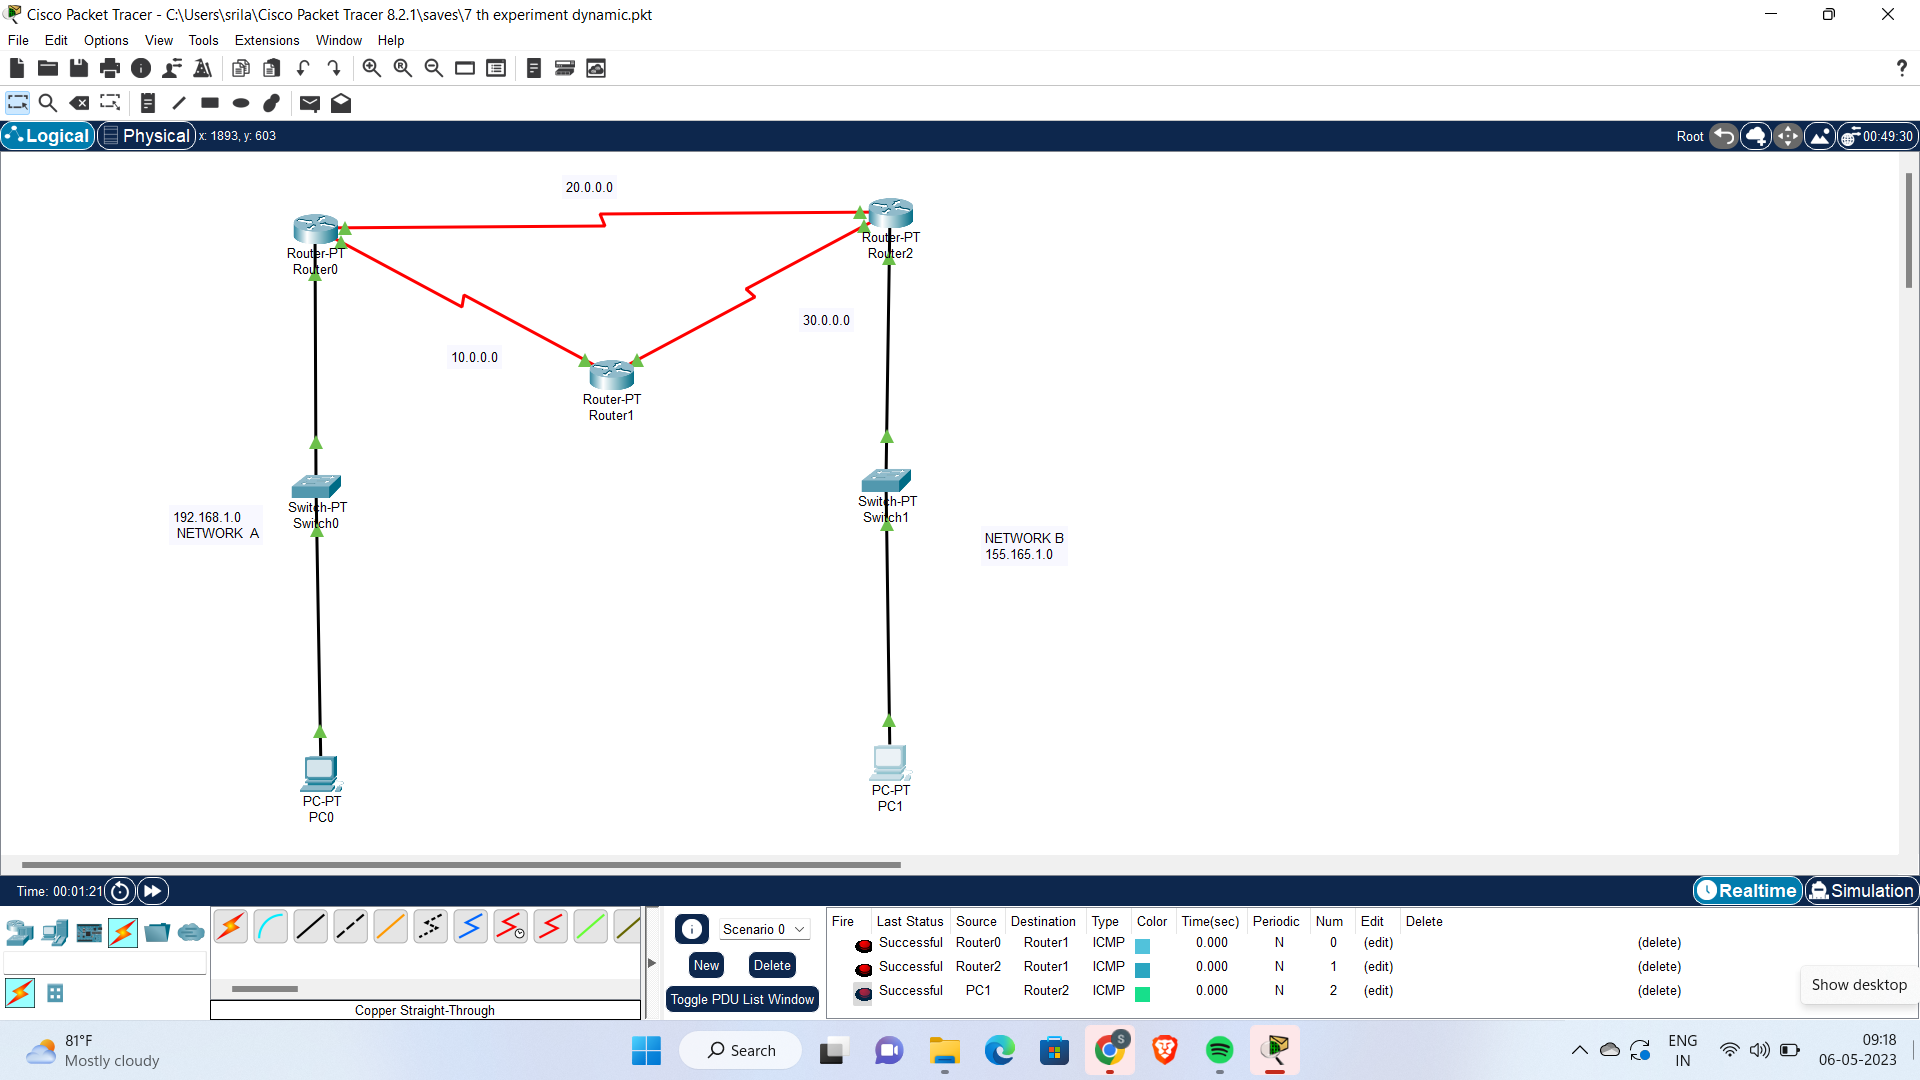 Cisco Packet Tracer - C:\Users\srila\Cisco Packet Tracer 8.2.1\saves\7 th experiment dynamic.pkt
File Edit Options View Tools Extensions Window Help
?
Logical Physical x: 1893, y: 603 Root 00:49:30
20.0.0.0
Router-PT
Router0
Router-PT
Router2
30.0.0.0
10.0.0.0
Router-PT
Router1
192.168.1.0
NETWORK A
Switch-PT
Switch0
Switch-PT
Switch1
NETWORK B
155.165.1.0
PC-PT
PC0
PC-PT
PC1
Time: 00:01:21 Realtime Simulation
Scenario 0
New Delete
Toggle PDU List Window
Copper Straight-Through
Fire Last Status Source Destination Type Color Time(sec) Periodic Num Edit Delete
Successful Router0 Router1 ICMP 0.000 N 0 (edit) (delete)
Successful Router2 Router1 ICMP 0.000 N 1 (edit) (delete)
Successful PC1 Router2 ICMP 0.000 N 2 (edit) (delete)
Show desktop
81°F
Mostly cloudy
Search
S
ENG
IN
09:18
06-05-2023